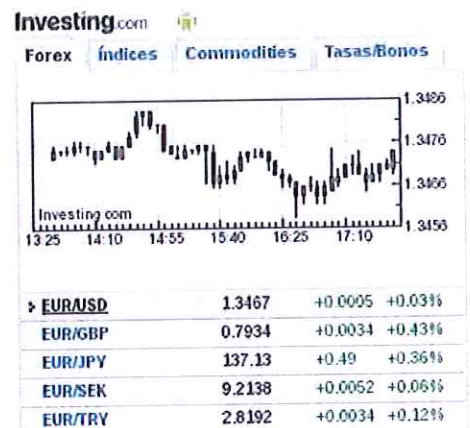 Investing.com
Forex índices Commodities Tasas/Bonos
1.3486
1.3476
1.3466
1.3456
Investing.com
13:25 14:10 14:55 15:40 16:25 17:10
EUR/USD 1.3467 +0.0005 +0.03%
EUR/GBP 0.7934 +0.0034 +0.43%
EUR/JPY 137.13 +0.49 +0.36%
EUR/SEK 9.2138 +0.0052 +0.06%
EUR/TRY 2.8192 +0.0034 +0.12%